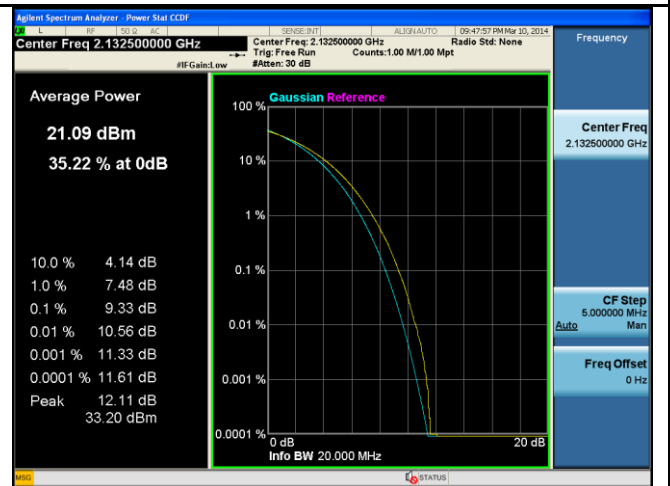 Agilent Spectrum Analyzer - Power Stat CCDF
L RF 50 Ω AC SENSE:INT ALIGNAUTO 09:47:57 PM Mar 10, 2014
Center Freq 2.132500000 GHz
Center Freq: 2.132500000 GHz Radio Std: None
Trig: Free Run Counts:1.00 M/1.00 Mpt
#IFGain:Low #Atten: 30 dB
Frequency
Average Power
21.09 dBm
35.22 % at 0dB
10.0 % 4.14 dB
1.0 % 7.48 dB
0.1 % 9.33 dB
0.01 % 10.56 dB
0.001 % 11.33 dB
0.0001 % 11.61 dB
Peak 12.11 dB
33.20 dBm
Gaussian Reference
100 %
10 %
1 %
0.1 %
0.01 %
0.001 %
0.0001 %
0 dB 20 dB
Info BW 20.000 MHz
Center Freq
2.132500000 GHz
CF Step
5.000000 MHz
Auto Man
Freq Offset
0 Hz
MSG STATUS